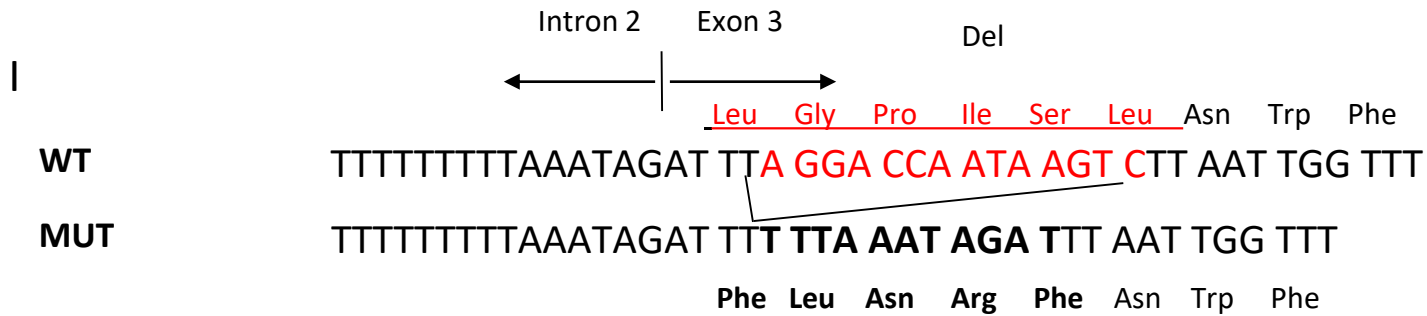 Intron 2 Exon 3 Del
I
Leu Gly Pro Ile Ser Leu Asn Trp Phe
WT TTTTTTTTTAAATAGAT TTA GGA CCA ATA AGT CTT AAT TGG TTT
MUT TTTTTTTTTAAATAGAT TTT TTA AAT AGA TTT AAT TGG TTT
Phe Leu Asn Arg Phe Asn Trp Phe